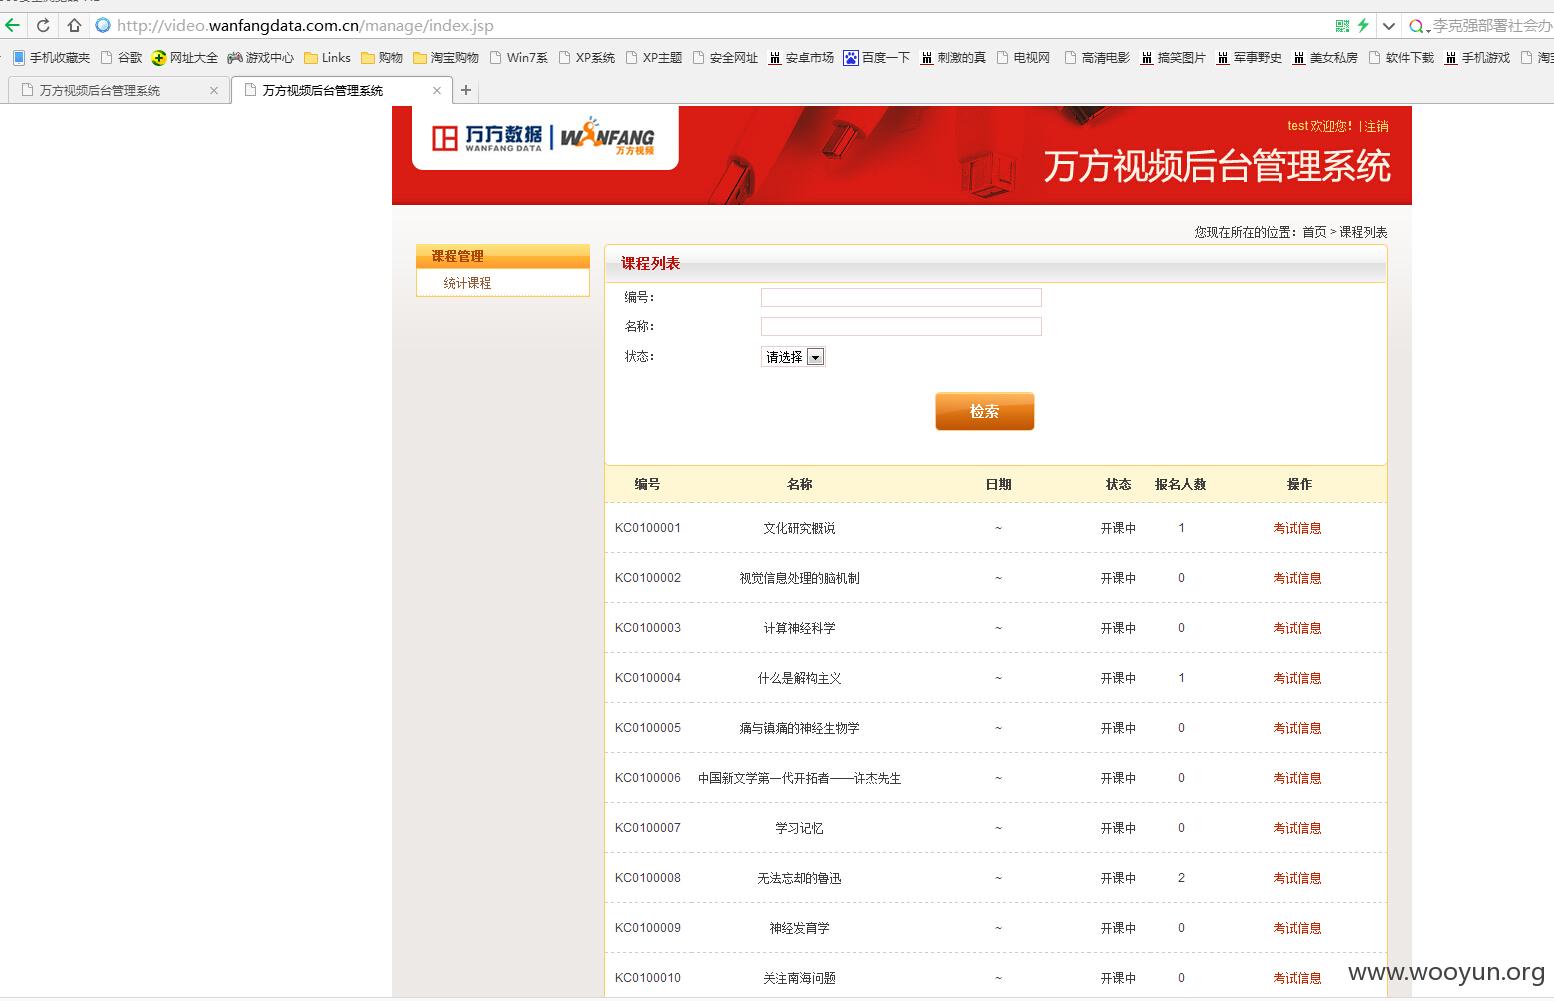 http://video.wanfangdata.com.cn/manage/index.jsp
李克强部署社会办
手机收藏夹 谷歌 网址大全 游戏中心 Links 购物 淘宝购物 Win7系 XP系统 XP主题 安全网址 安卓市场 百度一下 刺激的真 电视网 高清电影 搞笑图片 军事野史 美女私房 软件下载 手机游戏
万方视频后台管理系统 万方视频后台管理系统
万方数据 WANFANG DATA WANFANG 万方视频
test 欢迎您! | 注销
万方视频后台管理系统
您现在所在的位置: 首页 > 课程列表
课程管理
统计课程
课程列表
编号:
名称:
状态: 请选择
检索
编号 名称 日期 状态 报名人数 操作
KC0100001 文化研究概说 ~ 开课中 1 考试信息
KC0100002 视觉信息处理的脑机制 ~ 开课中 0 考试信息
KC0100003 计算神经科学 ~ 开课中 0 考试信息
KC0100004 什么是解构主义 ~ 开课中 1 考试信息
KC0100005 痛与镇痛的神经生物学 ~ 开课中 0 考试信息
KC0100006 中国新文学第一代开拓者——许杰先生 ~ 开课中 0 考试信息
KC0100007 学习记忆 ~ 开课中 0 考试信息
KC0100008 无法忘却的鲁迅 ~ 开课中 2 考试信息
KC0100009 神经发育学 ~ 开课中 0 考试信息
KC0100010 关注南海问题 ~ 开课中 0 考试信息
www.wooyun.org